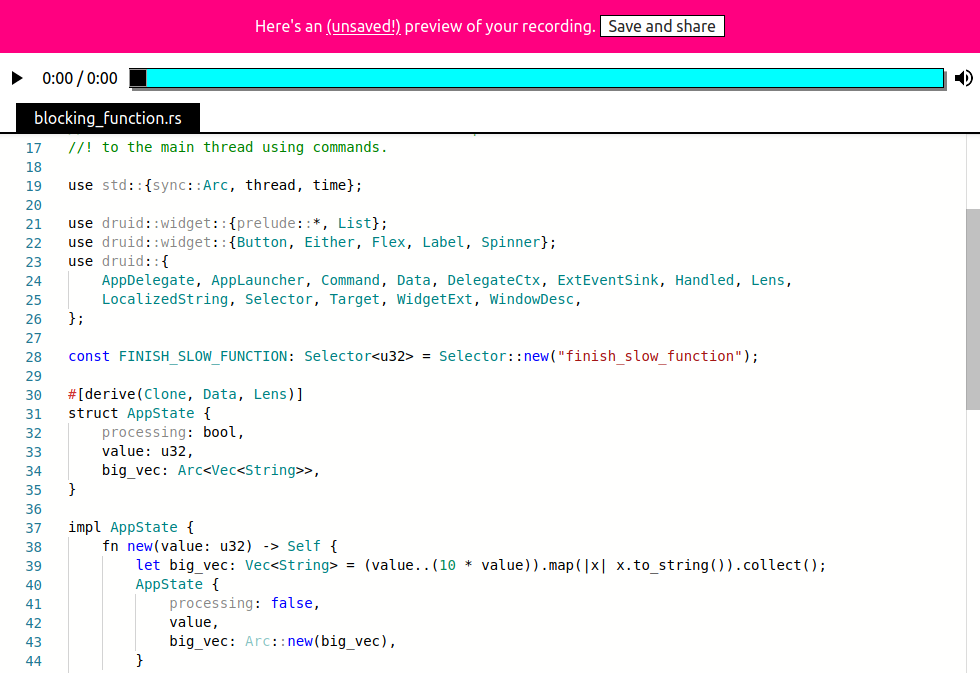 Here's an (unsaved!) preview of your recording. Save and share
0:00 / 0:00
blocking_function.rs
17 //! to the main thread using commands.
18
19 use std::{sync::Arc, thread, time};
20
21 use druid::widget::{prelude::*, List};
22 use druid::widget::{Button, Either, Flex, Label, Spinner};
23 use druid::{
24     AppDelegate, AppLauncher, Command, Data, DelegateCtx, ExtEventSink, Handled, Lens,
25     LocalizedString, Selector, Target, WidgetExt, WindowDesc,
26 };
27
28 const FINISH_SLOW_FUNCTION: Selector<u32> = Selector::new("finish_slow_function");
29
30 #[derive(Clone, Data, Lens)]
31 struct AppState {
32     processing: bool,
33     value: u32,
34     big_vec: Arc<Vec<String>>,
35 }
36
37 impl AppState {
38     fn new(value: u32) -> Self {
39         let big_vec: Vec<String> = (value..(10 * value)).map(|x| x.to_string()).collect();
40         AppState {
41             processing: false,
42             value,
43             big_vec: Arc::new(big_vec),
44         }